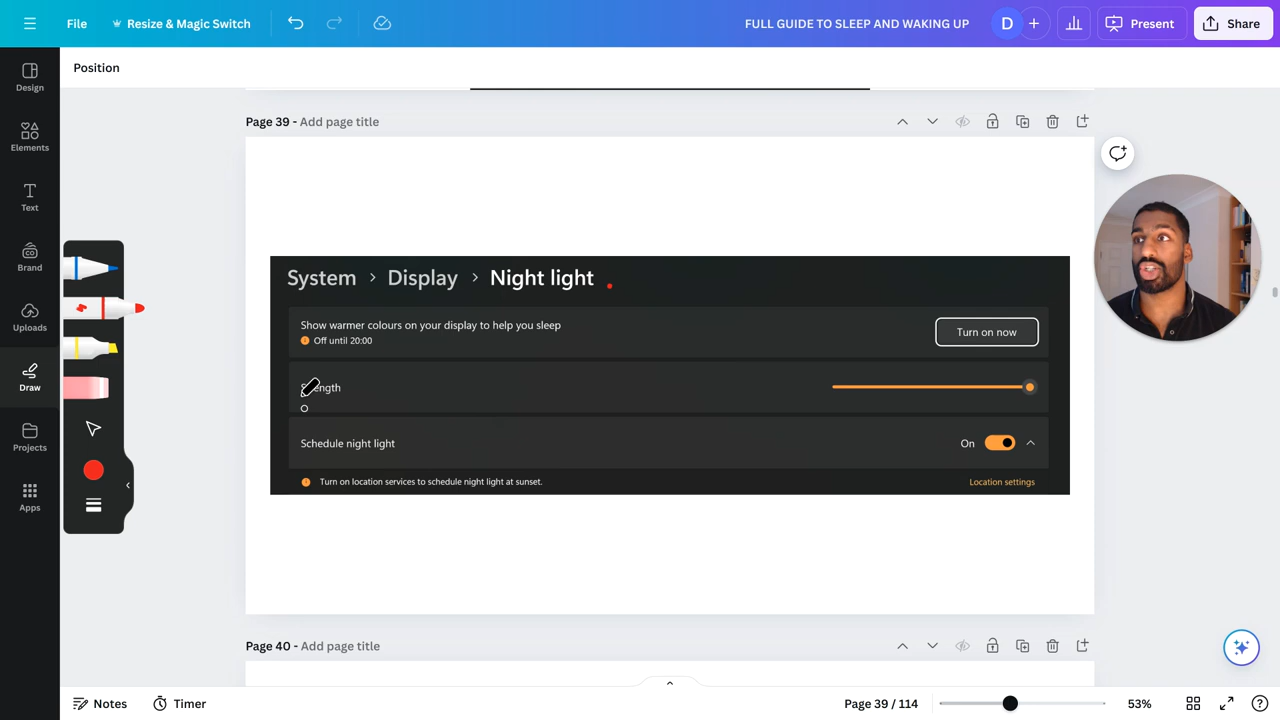 File Resize & Magic Switch FULL GUIDE TO SLEEP AND WAKING UP D Present Share
Position
Design
Elements
Text
Brand
Uploads
Draw
Projects
Apps
Page 39 - Add page title
System > Display > Night light
Show warmer colours on your display to help you sleep
Off until 20:00
Turn on now
Strength
Schedule night light On
Turn on location services to schedule night light at sunset. Location settings
Page 40 - Add page title
Notes Timer Page 39 / 114 53%